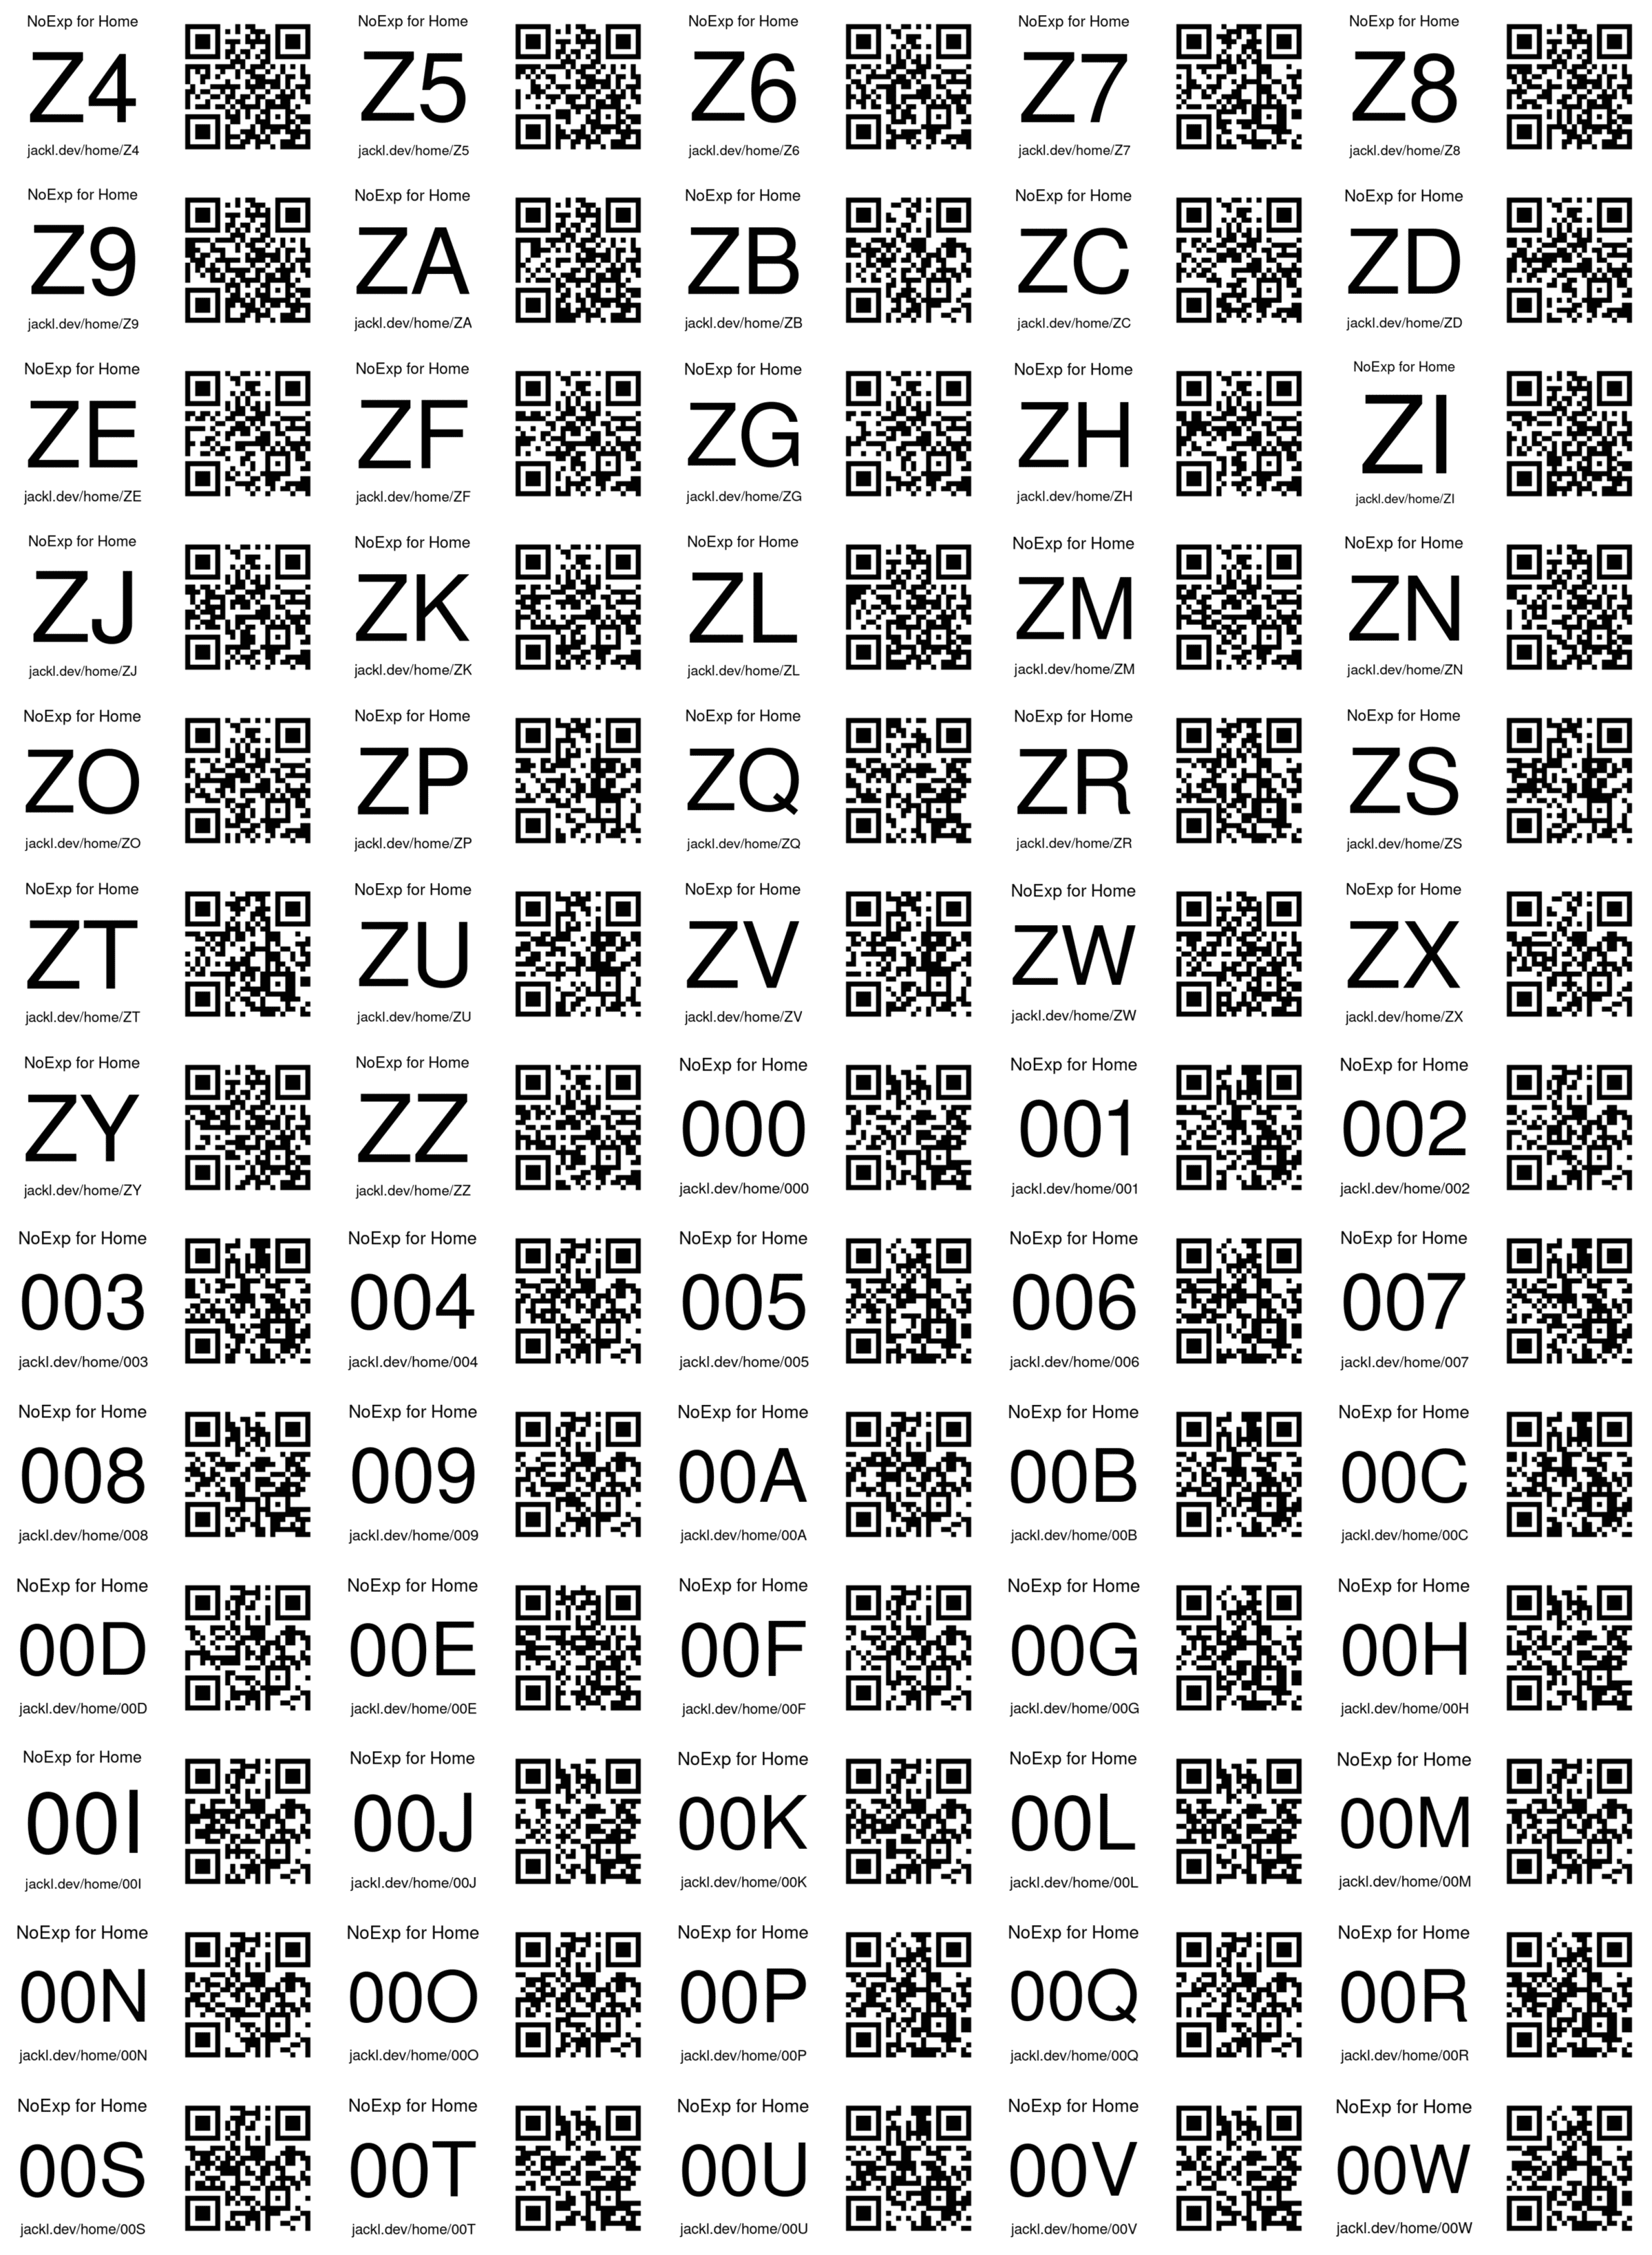 NoExp for Home
Z4
jackl.dev/home/Z4
NoExp for Home
Z5
jackl.dev/home/Z5
NoExp for Home
Z6
jackl.dev/home/Z6
NoExp for Home
Z7
jackl.dev/home/Z7
NoExp for Home
Z8
jackl.dev/home/Z8
NoExp for Home
Z9
jackl.dev/home/Z9
NoExp for Home
ZA
jackl.dev/home/ZA
NoExp for Home
ZB
jackl.dev/home/ZB
NoExp for Home
ZC
jackl.dev/home/ZC
NoExp for Home
ZD
jackl.dev/home/ZD
NoExp for Home
ZE
jackl.dev/home/ZE
NoExp for Home
ZF
jackl.dev/home/ZF
NoExp for Home
ZG
jackl.dev/home/ZG
NoExp for Home
ZH
jackl.dev/home/ZH
NoExp for Home
ZI
jackl.dev/home/ZI
NoExp for Home
ZJ
jackl.dev/home/ZJ
NoExp for Home
ZK
jackl.dev/home/ZK
NoExp for Home
ZL
jackl.dev/home/ZL
NoExp for Home
ZM
jackl.dev/home/ZM
NoExp for Home
ZN
jackl.dev/home/ZN
NoExp for Home
ZO
jackl.dev/home/ZO
NoExp for Home
ZP
jackl.dev/home/ZP
NoExp for Home
ZQ
jackl.dev/home/ZQ
NoExp for Home
ZR
jackl.dev/home/ZR
NoExp for Home
ZS
jackl.dev/home/ZS
NoExp for Home
ZT
jackl.dev/home/ZT
NoExp for Home
ZU
jackl.dev/home/ZU
NoExp for Home
ZV
jackl.dev/home/ZV
NoExp for Home
ZW
jackl.dev/home/ZW
NoExp for Home
ZX
jackl.dev/home/ZX
NoExp for Home
ZY
jackl.dev/home/ZY
NoExp for Home
ZZ
jackl.dev/home/ZZ
NoExp for Home
000
jackl.dev/home/000
NoExp for Home
001
jackl.dev/home/001
NoExp for Home
002
jackl.dev/home/002
NoExp for Home
003
jackl.dev/home/003
NoExp for Home
004
jackl.dev/home/004
NoExp for Home
005
jackl.dev/home/005
NoExp for Home
006
jackl.dev/home/006
NoExp for Home
007
jackl.dev/home/007
NoExp for Home
008
jackl.dev/home/008
NoExp for Home
009
jackl.dev/home/009
NoExp for Home
00A
jackl.dev/home/00A
NoExp for Home
00B
jackl.dev/home/00B
NoExp for Home
00C
jackl.dev/home/00C
NoExp for Home
00D
jackl.dev/home/00D
NoExp for Home
00E
jackl.dev/home/00E
NoExp for Home
00F
jackl.dev/home/00F
NoExp for Home
00G
jackl.dev/home/00G
NoExp for Home
00H
jackl.dev/home/00H
NoExp for Home
00I
jackl.dev/home/00I
NoExp for Home
00J
jackl.dev/home/00J
NoExp for Home
00K
jackl.dev/home/00K
NoExp for Home
00L
jackl.dev/home/00L
NoExp for Home
00M
jackl.dev/home/00M
NoExp for Home
00N
jackl.dev/home/00N
NoExp for Home
00O
jackl.dev/home/00O
NoExp for Home
00P
jackl.dev/home/00P
NoExp for Home
00Q
jackl.dev/home/00Q
NoExp for Home
00R
jackl.dev/home/00R
NoExp for Home
00S
jackl.dev/home/00S
NoExp for Home
00T
jackl.dev/home/00T
NoExp for Home
00U
jackl.dev/home/00U
NoExp for Home
00V
jackl.dev/home/00V
NoExp for Home
00W
jackl.dev/home/00W